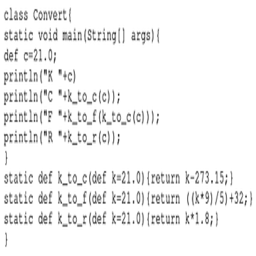 class Convert{
static void main(String[] args){
def c=21.0;
println("K "+c)
println("C "+k_to_c(c));
println("F "+k_to_f(k_to_c(c)));
println("R "+k_to_r(c));
}
static def k_to_c(def k=21.0){return k-273.15;}
static def k_to_f(def k=21.0){return ((k*9)/5)+32;}
static def k_to_r(def k=21.0){return k*1.8;}
}